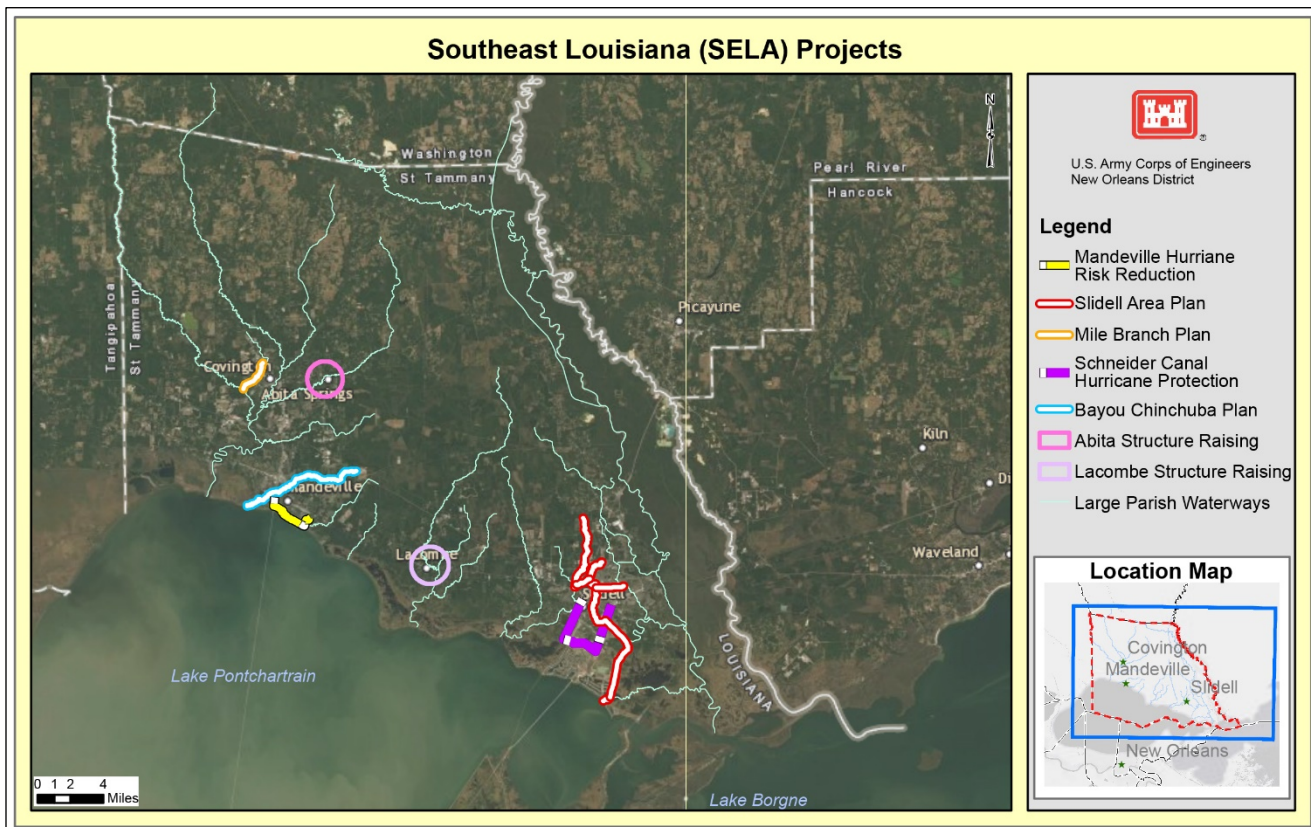 Southeast Louisiana (SELA) Projects
N
Washington
St Tammany
Pearl River
Hancock
Tangipahoa
St Tammany
Picayune
Covington
Abita Springs
Kiln
Mandeville
Waveland
Lacombe
Slidell
LOUISIANA
Lake Pontchartrain
Lake Borgne
0 1 2 4
Miles
®
U.S. Army Corps of Engineers
New Orleans District
Legend
Mandeville Hurriane
Risk Reduction
Slidell Area Plan
Mile Branch Plan
Schneider Canal
Hurricane Protection
Bayou Chinchuba Plan
Abita Structure Raising
Lacombe Structure Raising
Large Parish Waterways
Location Map
Covington
Mandeville
Slidell
New Orleans